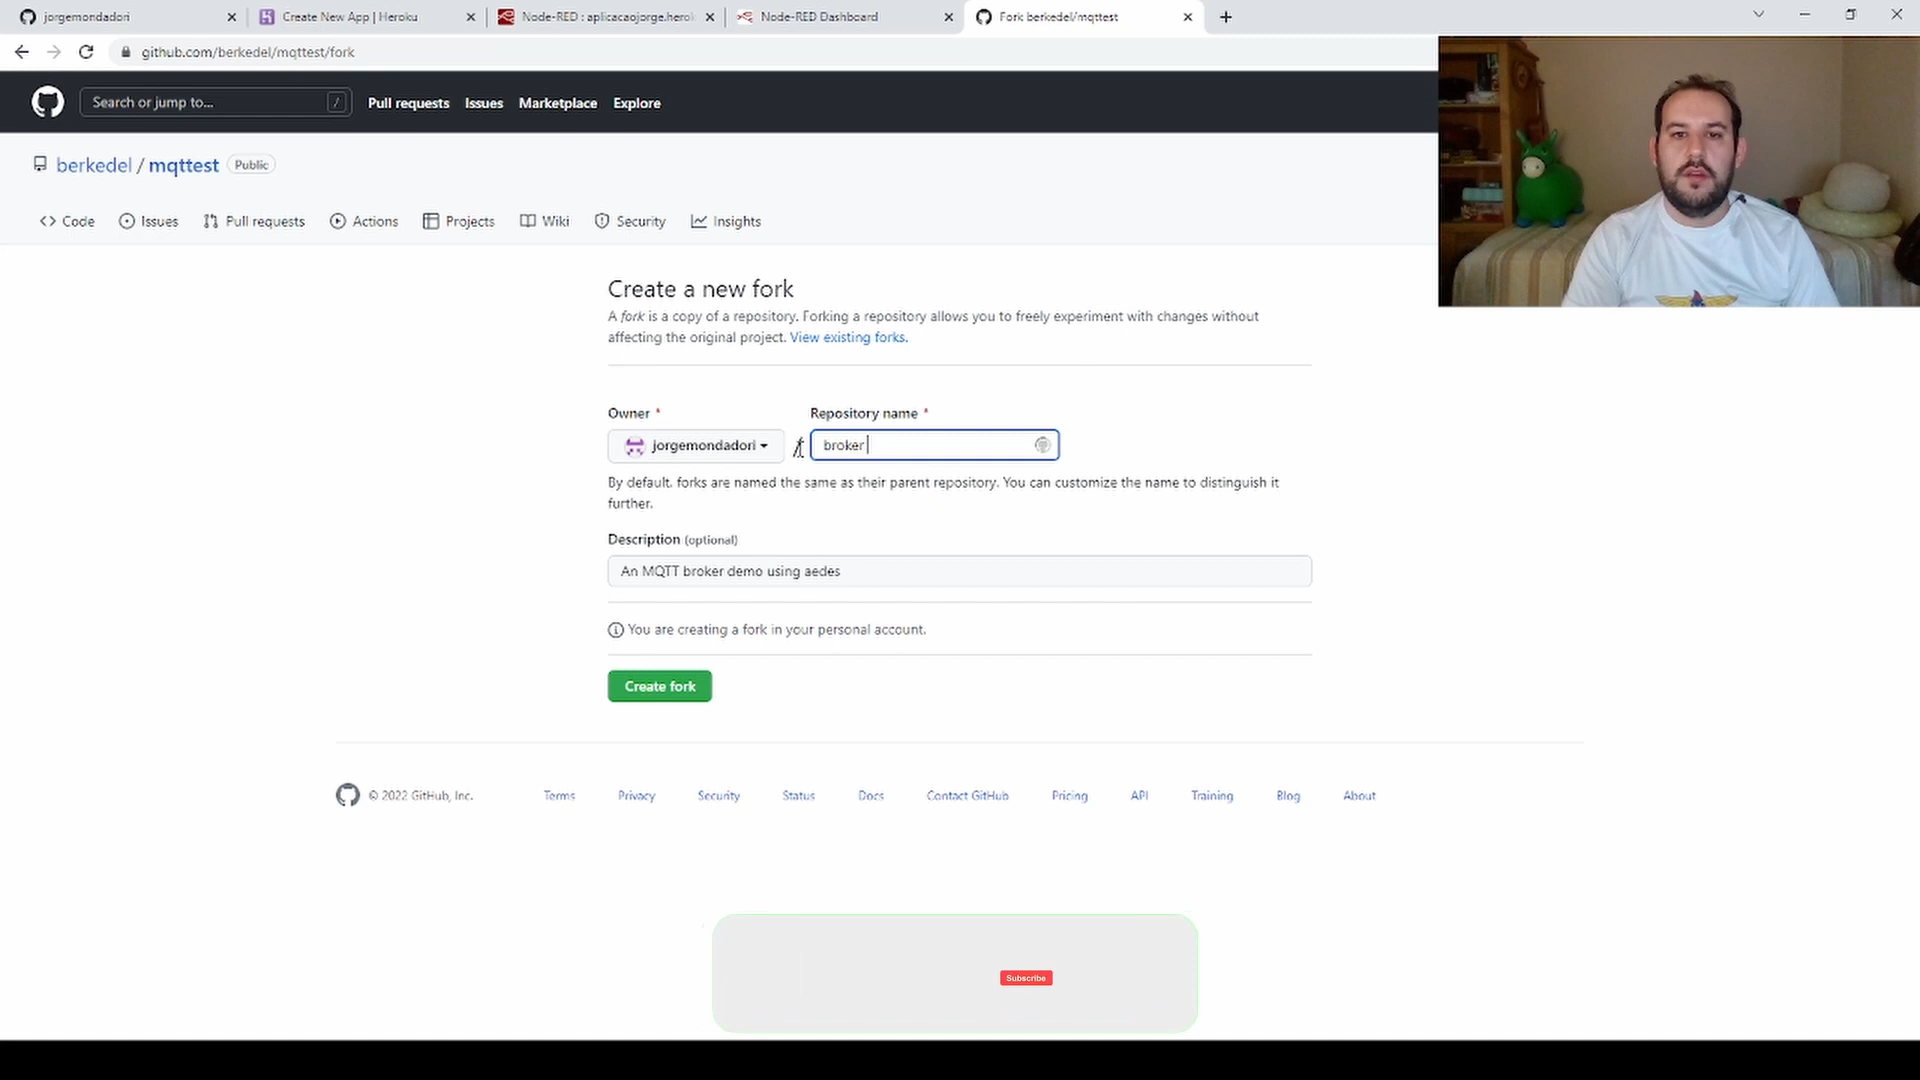 jorgemondadori
Create New App | Heroku
Node-RED : aplicacaojorge.herok
Node-RED Dashboard
Fork berkedel/mqttest
github.com/berkedel/mqttest/fork
Search or jump to... /
Pull requests
Issues
Marketplace
Explore
berkedel / mqttest
Public
Code
Issues
Pull requests
Actions
Projects
Wiki
Security
Insights
Create a new fork
A fork is a copy of a repository. Forking a repository allows you to freely experiment with changes without
affecting the original project. View existing forks.
Owner *
Repository name *
jorgemondadori
/
broker
By default, forks are named the same as their parent repository. You can customize the name to distinguish it
further.
Description (optional)
An MQTT broker demo using aedes
You are creating a fork in your personal account.
Create fork
© 2022 GitHub, Inc.
Terms
Privacy
Security
Status
Docs
Contact GitHub
Pricing
API
Training
Blog
About
Subscribe